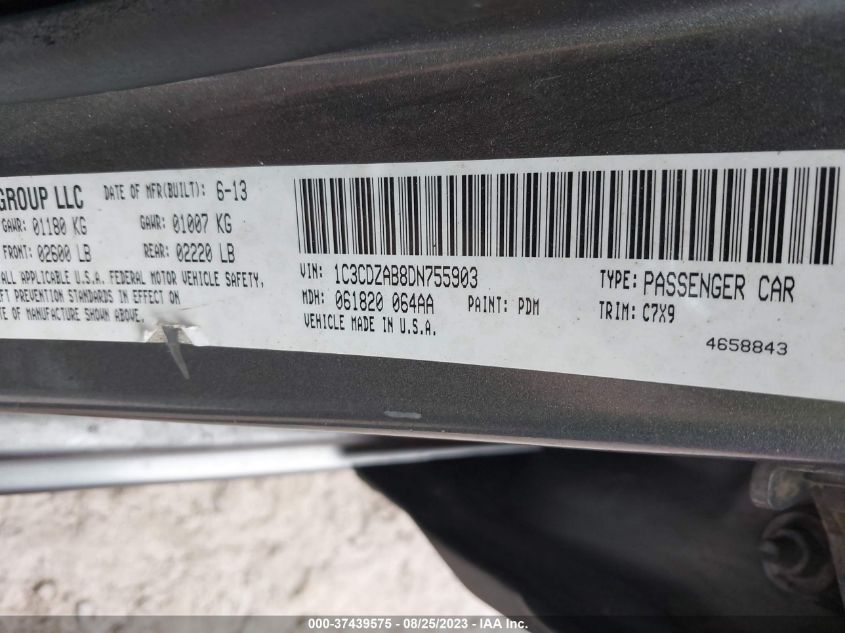 GROUP LLC DATE OF MFR(BUILT): 6-13
GAWR: 01180 KG GAWR: 01007 KG
FRONT: 02600 LB REAR: 02220 LB
ALL APPLICABLE U.S.A. FEDERAL MOTOR VEHICLE SAFETY,
FT PREVENTION STANDARDS IN EFFECT ON
TE OF MANUFACTURE SHOWN ABOVE.
VIN: 1C3CDZAB8DN755903 TYPE: PASSENGER CAR
MDH: 061820 064AA PAINT: PDM TRIM: C7X9
VEHICLE MADE IN U.S.A.
4658843
000-37439575 - 08/25/2023 - IAA Inc.